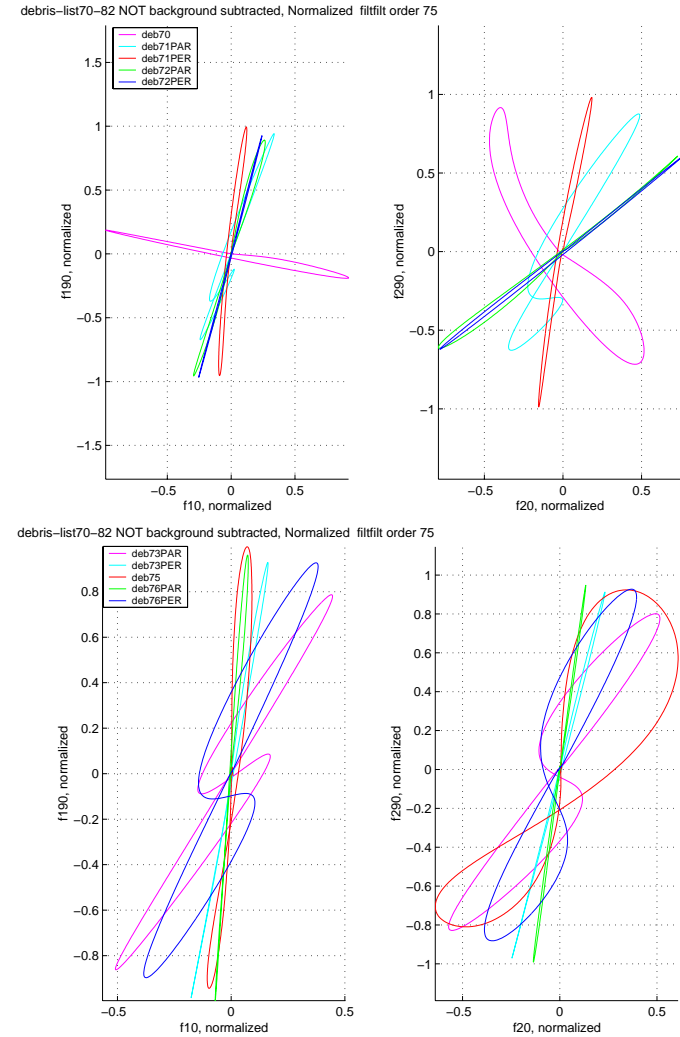 debris−list70−82 NOT background subtracted, Normalized  filtfilt order 75
deb70
deb71PAR
deb71PER
deb72PAR
deb72PER
1
0.5
0
−0.5
−1
−1.5
f190, normalized
−0.5
0
0.5
f10, normalized
1
0.5
0
−0.5
−1
f290, normalized
−0.5
0
0.5
f20, normalized
debris−list70−82 NOT background subtracted, Normalized  filtfilt order 75
deb73PAR
deb73PER
deb75
deb76PAR
deb76PER
0.8
0.6
0.4
0.2
0
−0.2
−0.4
−0.6
−0.8
f190, normalized
−0.5
0
0.5
f10, normalized
1
0.8
0.6
0.4
0.2
0
−0.2
−0.4
−0.6
−0.8
−1
f290, normalized
−0.5
0
0.5
f20, normalized